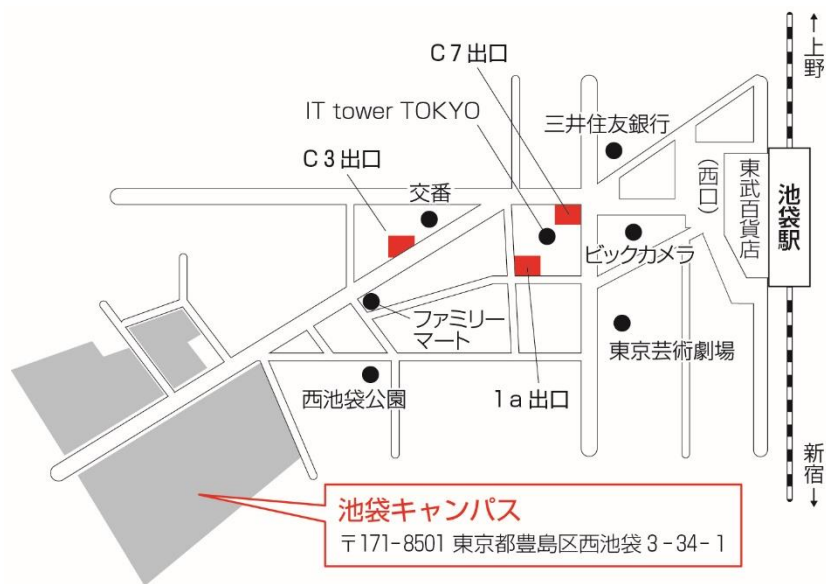 ↑上野
C7出口
IT tower TOKYO
三井住友銀行
C3出口
交番
(西口)
東武百貨店
池袋駅
ビックカメラ
ファミリー
マート
東京芸術劇場
西池袋公園
1a出口
新宿↓
池袋キャンパス
〒171-8501 東京都豊島区西池袋3-34-1